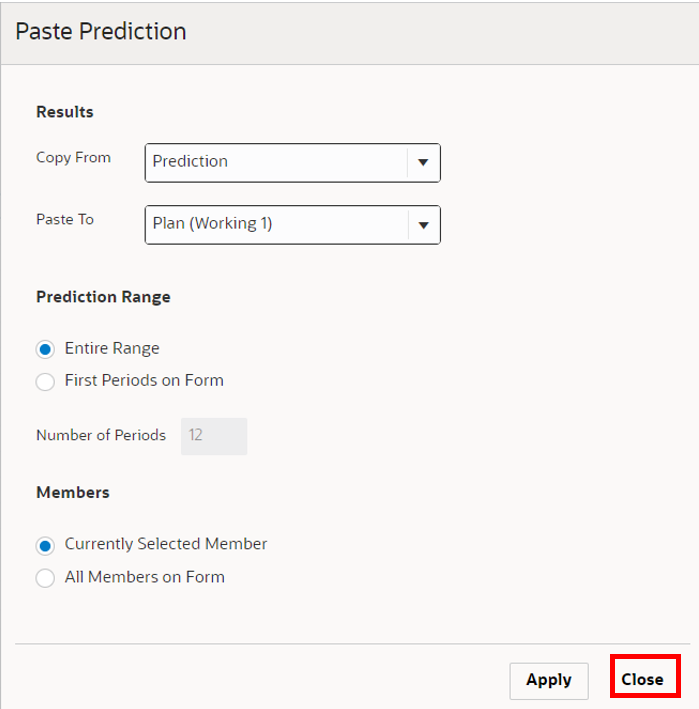 Paste Prediction
Results
Copy From Prediction
Paste To Plan (Working 1)
Prediction Range
Entire Range
First Periods on Form
Number of Periods 12
Members
Currently Selected Member
All Members on Form
Apply Close